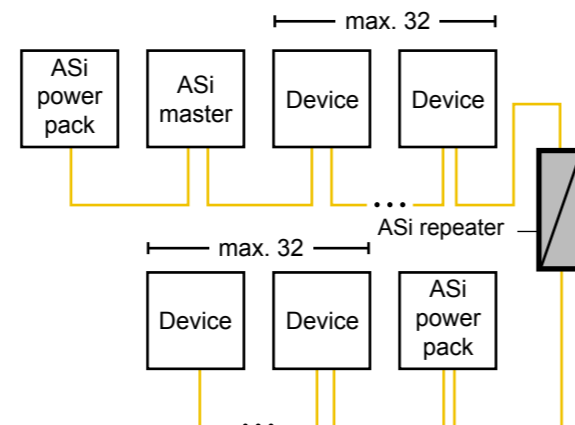 max. 32
ASi
power
pack
ASi
master
Device
Device
...
ASi repeater
max. 32
Device
Device
ASi
power
pack
...